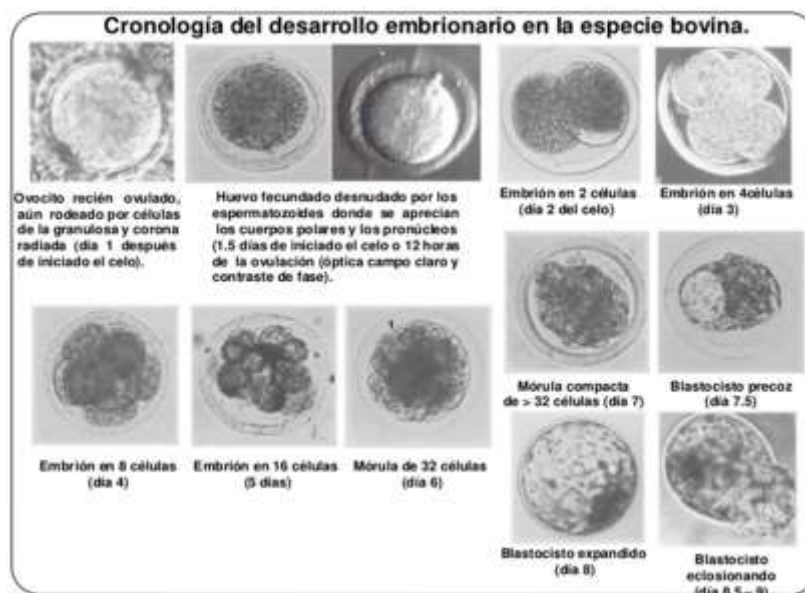 Cronología del desarrollo embrionario en la especie bovina.
Ovocito recién ovulado,
aún rodeado por células
de la granulosa y corona
radiada (día 1 después
de iniciado el celo).
Huevo fecundado desnudado por los
espermatozoides donde se aprecian
los cuerpos polares y los pronúcleos
(1.5 días de iniciado el celo o 12 horas
de la ovulación (óptica campo claro y
contraste de fase).
Embrión en 2 células
(día 2 del celo)
Embrión en 4células
(día 3)
Embrión en 8 células
(día 4)
Embrión en 16 células
(5 días)
Mórula de 32 células
(día 6)
Mórula compacta
de > 32 células (día 7)
Blastocisto precoz
(día 7.5)
Blastocisto expandido
(día 8)
Blastocisto
eclosionando
(día 8.5 – 9)